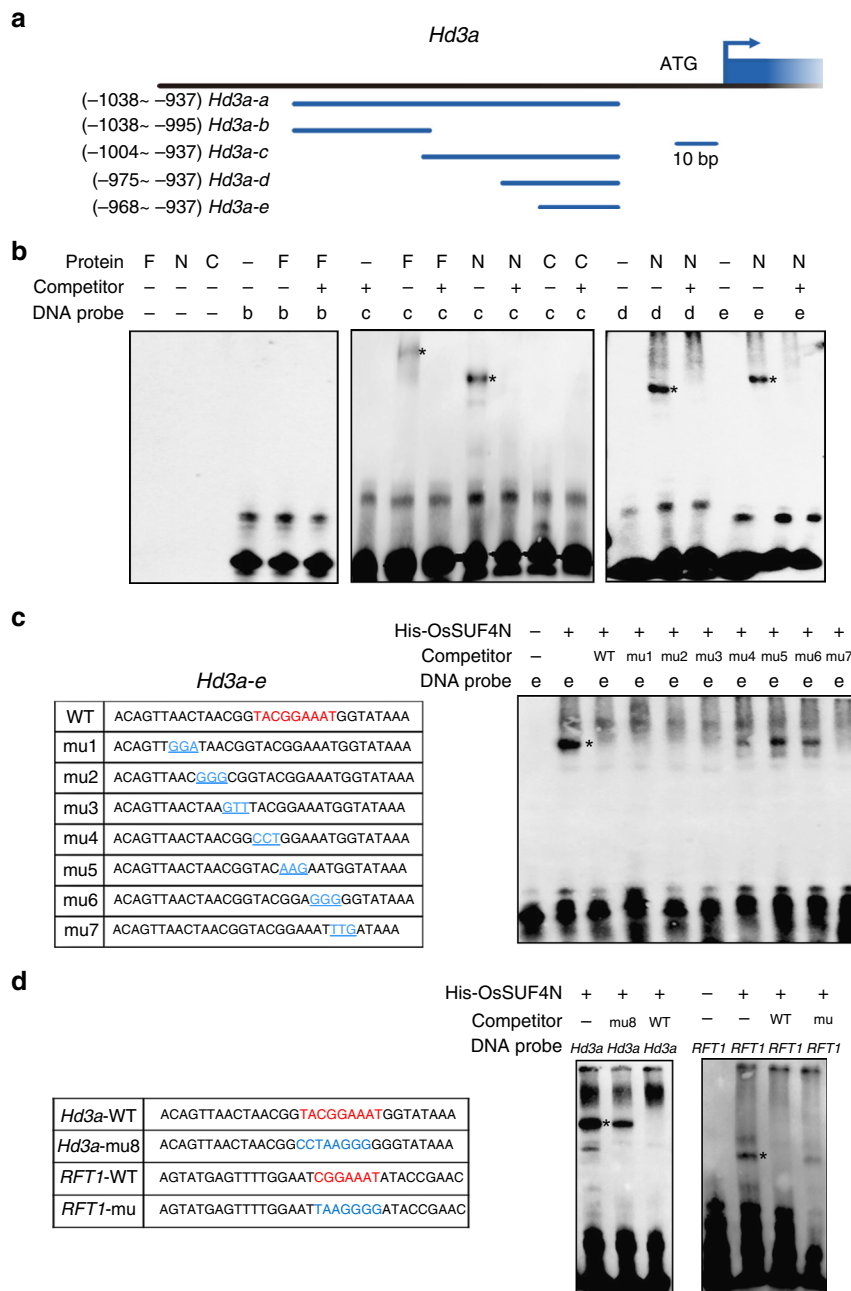 a
Hd3a
ATG
(–1038~ –937) Hd3a-a
(–1038~ –995) Hd3a-b
(–1004~ –937) Hd3a-c
10 bp
(–975~ –937) Hd3a-d
(–968~ –937) Hd3a-e
b
Protein F N C – F F – F F N N C C – N N – N N
Competitor – – – – – + + – + – + – + – – + – – +
DNA probe – – – b b b c c c c c c c d d d e e e
* * * *
c
His-OsSUF4N – + + + + + + + + +
Competitor – – WT mu1 mu2 mu3 mu4 mu5 mu6 mu7
DNA probe e e e e e e e e e e
*
Hd3a-e
WT ACAGTTAACTAACGGTACGGAAATGGTATAAA
mu1 ACAGTTGGATAACGGTACGGAAATGGTATAAA
mu2 ACAGTTAACGGGCGGTACGGAAATGGTATAAA
mu3 ACAGTTAACTAAGTTTACGGAAATGGTATAAA
mu4 ACAGTTAACTAACGGCCTGGAAATGGTATAAA
mu5 ACAGTTAACTAACGGTACAAGAATGGTATAAA
mu6 ACAGTTAACTAACGGTACGGAGGGGGTATAAA
mu7 ACAGTTAACTAACGGTACGGAAATTTGATAAA
d
His-OsSUF4N + + + – + + +
Competitor – mu8 WT – – WT mu
DNA probe Hd3a Hd3a Hd3a RFT1 RFT1 RFT1 RFT1
* *
Hd3a-WT ACAGTTAACTAACGGTACGGAAATGGTATAAA
Hd3a-mu8 ACAGTTAACTAACGGCCTAAGGGGGGTATAAA
RFT1-WT AGTATGAGTTTTGGAATCGGAAATATACCGAAC
RFT1-mu AGTATGAGTTTTGGAATTAAGGGGATACCGAAC